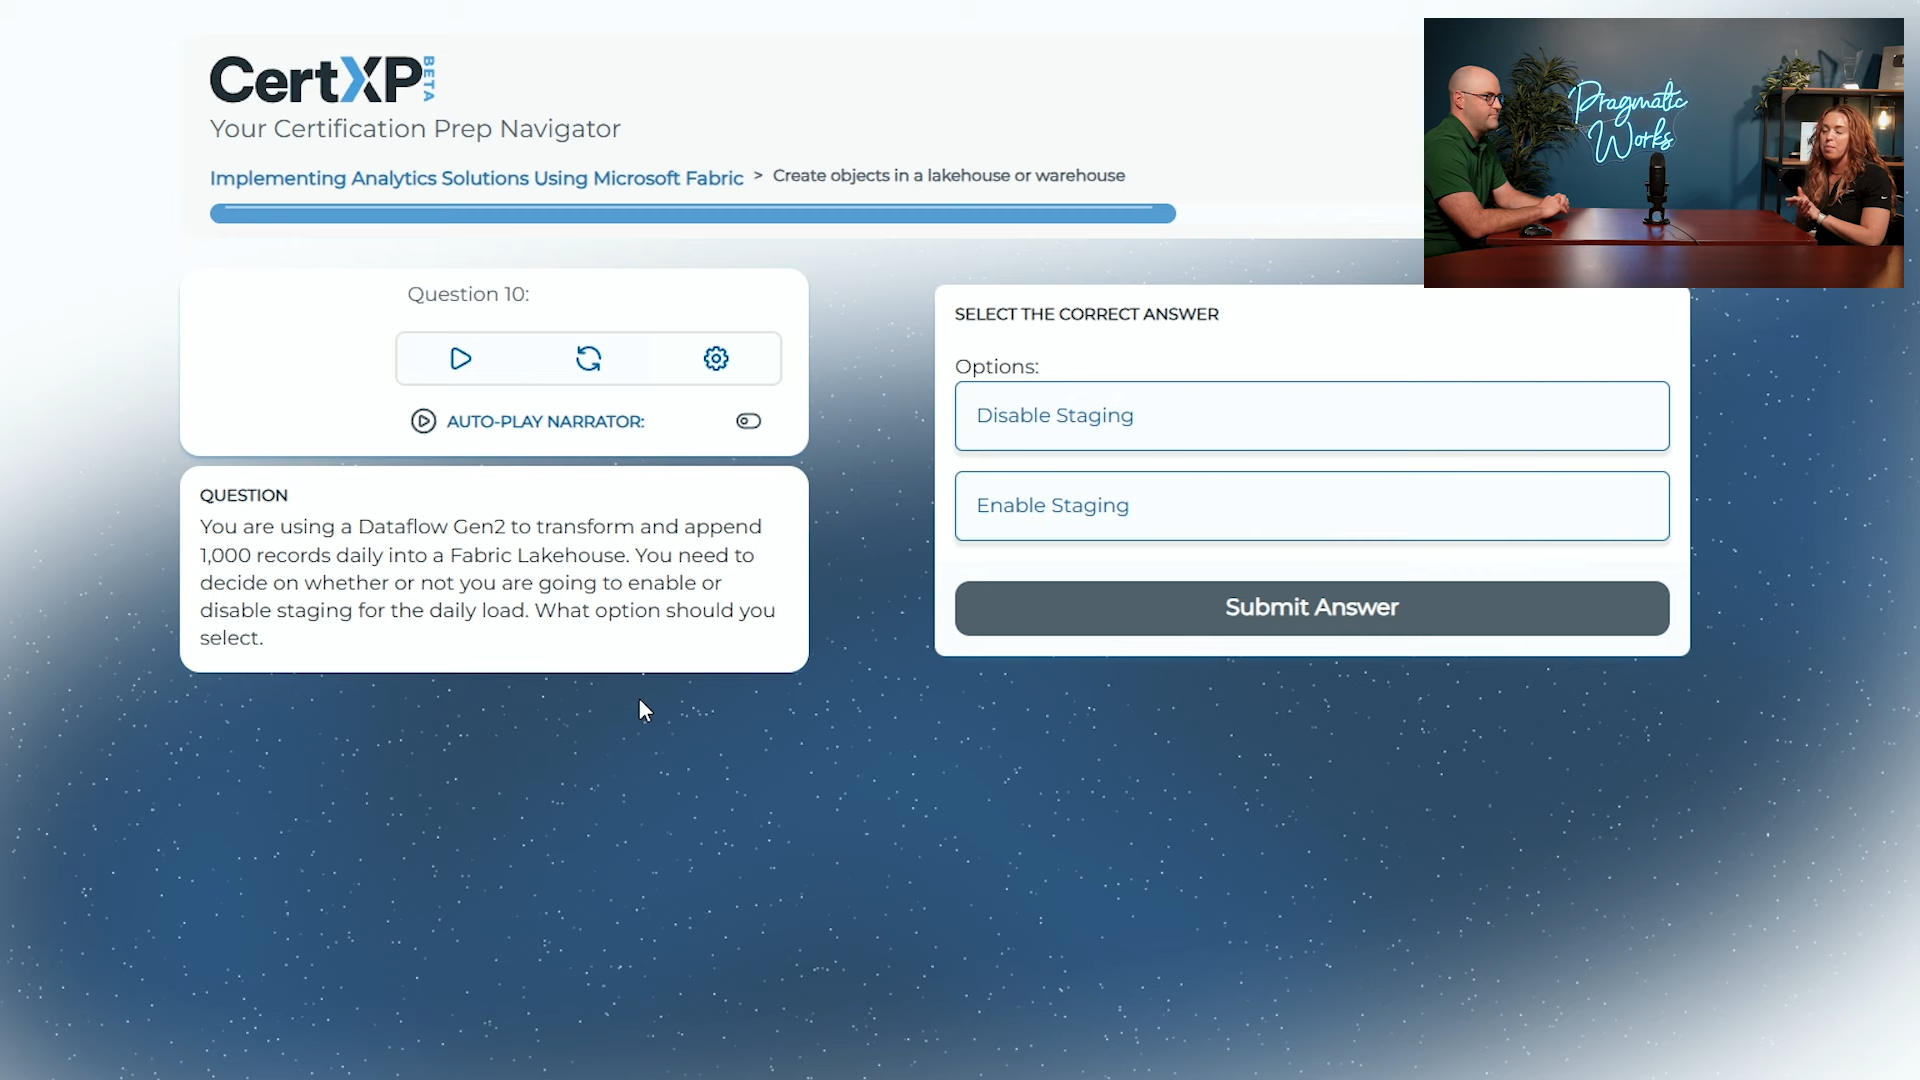 CertXP BETA
Your Certification Prep Navigator
Implementing Analytics Solutions Using Microsoft Fabric > Create objects in a lakehouse or warehouse
Pragmatic
Works
Question 10:
AUTO-PLAY NARRATOR:
QUESTION
You are using a Dataflow Gen2 to transform and append
1,000 records daily into a Fabric Lakehouse. You need to
decide on whether or not you are going to enable or
disable staging for the daily load. What option should you
select.
SELECT THE CORRECT ANSWER
Options:
Disable Staging
Enable Staging
Submit Answer